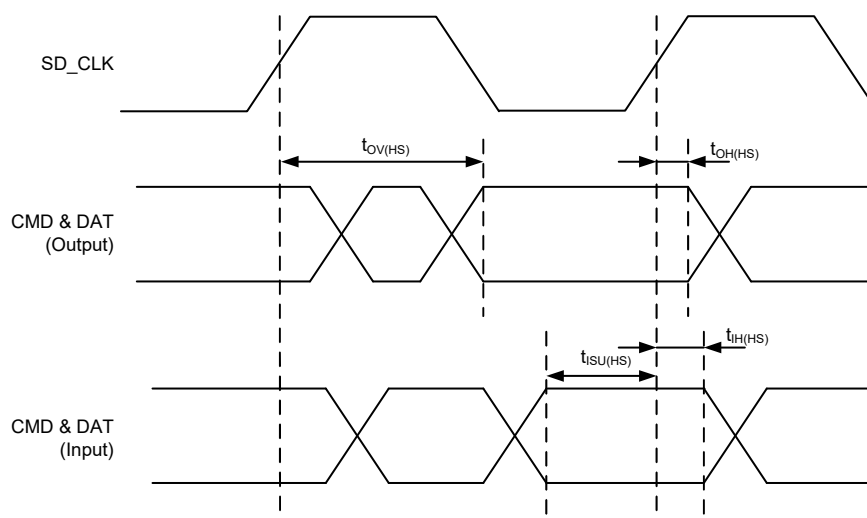 SD_CLK
tOV(HS)
tOH(HS)
CMD & DAT
(Output)
tIH(HS)
tISU(HS)
CMD & DAT
(Input)